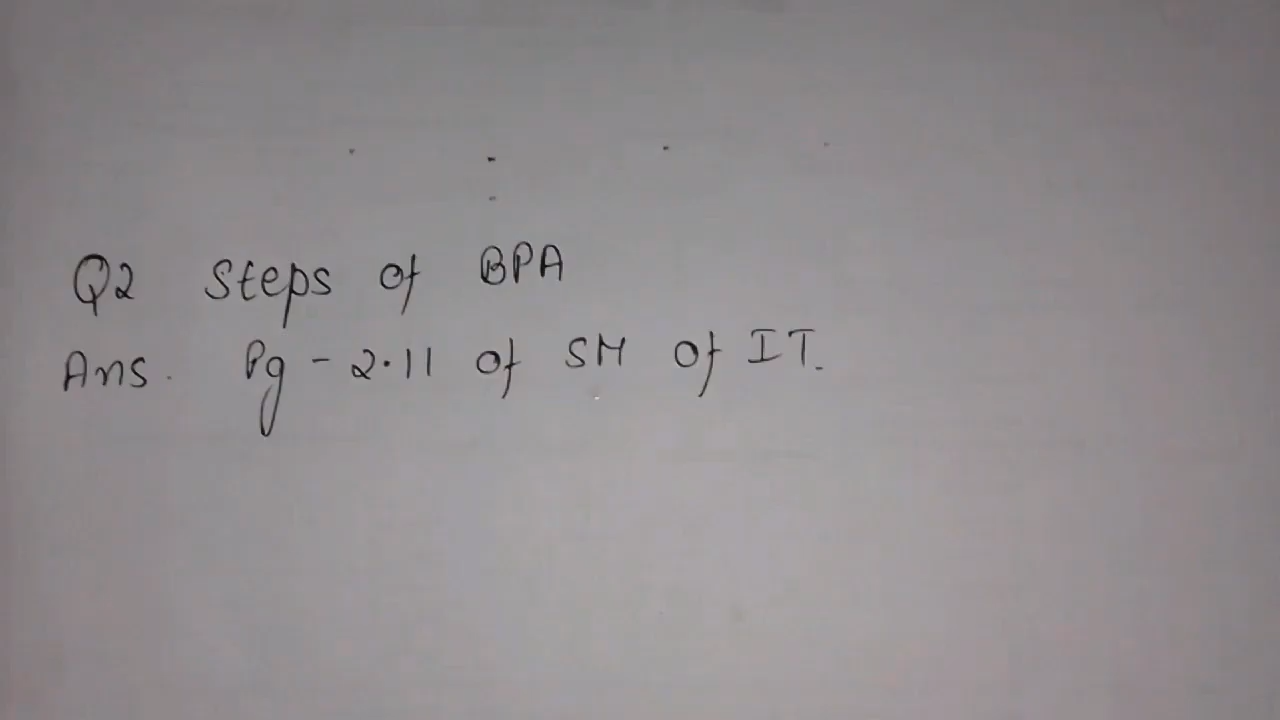 Q2 Steps of BPA
Ans. Pg - 2.11 of SM of IT.